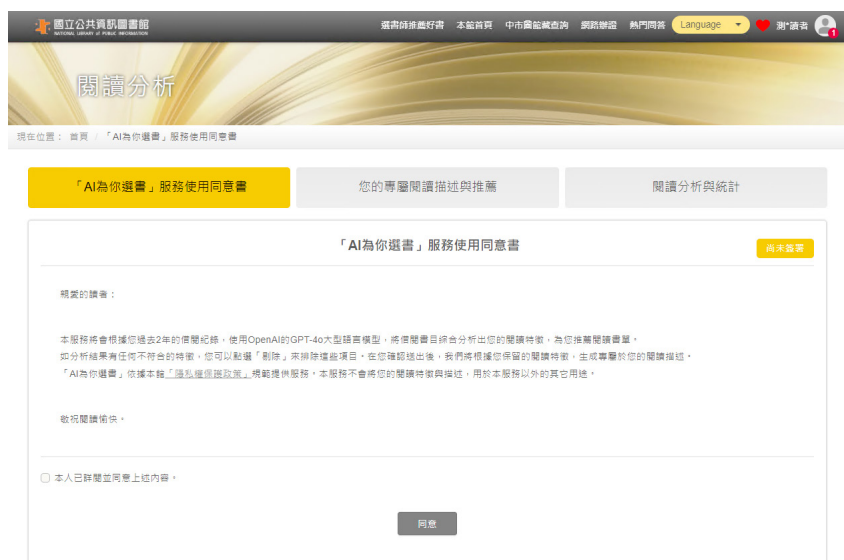 國立公共資訊圖書館
NATIONAL LIBRARY of PUBLIC INFORMATION
選書師推薦好書 本館首頁 中市圖館藏查詢 網路辦證 熱門問答 Language 測*讀者
閱讀分析
現在位置： 首頁 / 「AI為你選書」服務使用同意書
「AI為你選書」服務使用同意書 您的專屬閱讀描述與推薦 閱讀分析與統計
「AI為你選書」服務使用同意書
尚未簽署
親愛的讀者：
本服務將會根據您過去2年的借閱紀錄，使用OpenAI的GPT-4o大型語言模型，將借閱書目綜合分析出您的閱讀特徵，為您推薦閱讀書單。
如分析結果有任何不符合的特徵，您可以點選「刪除」來排除這些項目。在您確認送出後，我們將根據您保留的閱讀特徵，生成專屬於您的閱讀描述。
「AI為你選書」依據本館「隱私權保護政策」規範提供服務。本服務不會將您的閱讀特徵與描述，用於本服務以外的其它用途。
敬祝閱讀愉快。
本人已詳閱並同意上述內容。
同意